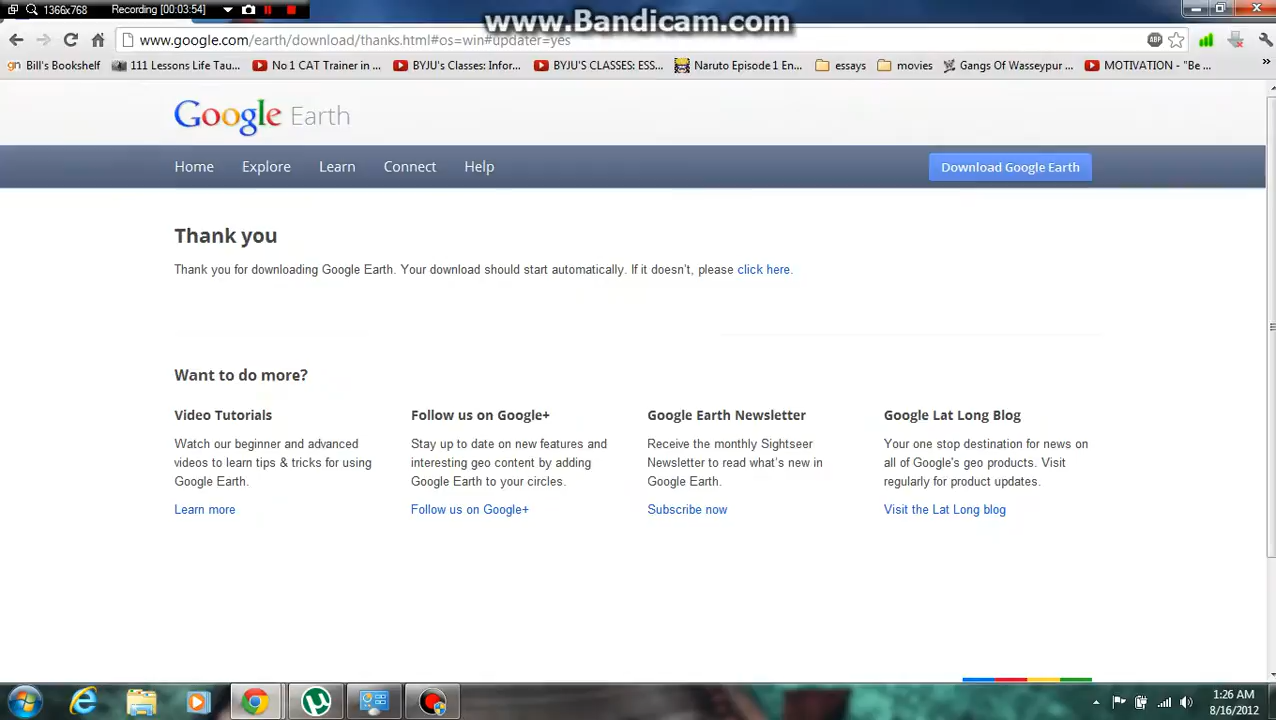 1366x768 Recording [00:03:54]
www.Bandicam.com
www.google.com/earth/download/thanks.html#os=win#updater=yes
ABP
gn Bill's Bookshelf 111 Lessons Life Tau... No 1 CAT Trainer in ... BYJU's Classes: Infor... BYJU'S CLASSES: ESS... Naruto Episode 1 En... essays movies Gangs Of Wasseypur ... MOTIVATION - "Be ... »
Google Earth
Home Explore Learn Connect Help Download Google Earth
Thank you
Thank you for downloading Google Earth. Your download should start automatically. If it doesn't, please click here.
Want to do more?
Video Tutorials
Watch our beginner and advanced
videos to learn tips & tricks for using
Google Earth.
Learn more
Follow us on Google+
Stay up to date on new features and
interesting geo content by adding
Google Earth to your circles.
Follow us on Google+
Google Earth Newsletter
Receive the monthly Sightseer
Newsletter to read what's new in
Google Earth.
Subscribe now
Google Lat Long Blog
Your one stop destination for news on
all of Google's geo products. Visit
regularly for product updates.
Visit the Lat Long blog
1:26 AM
8/16/2012